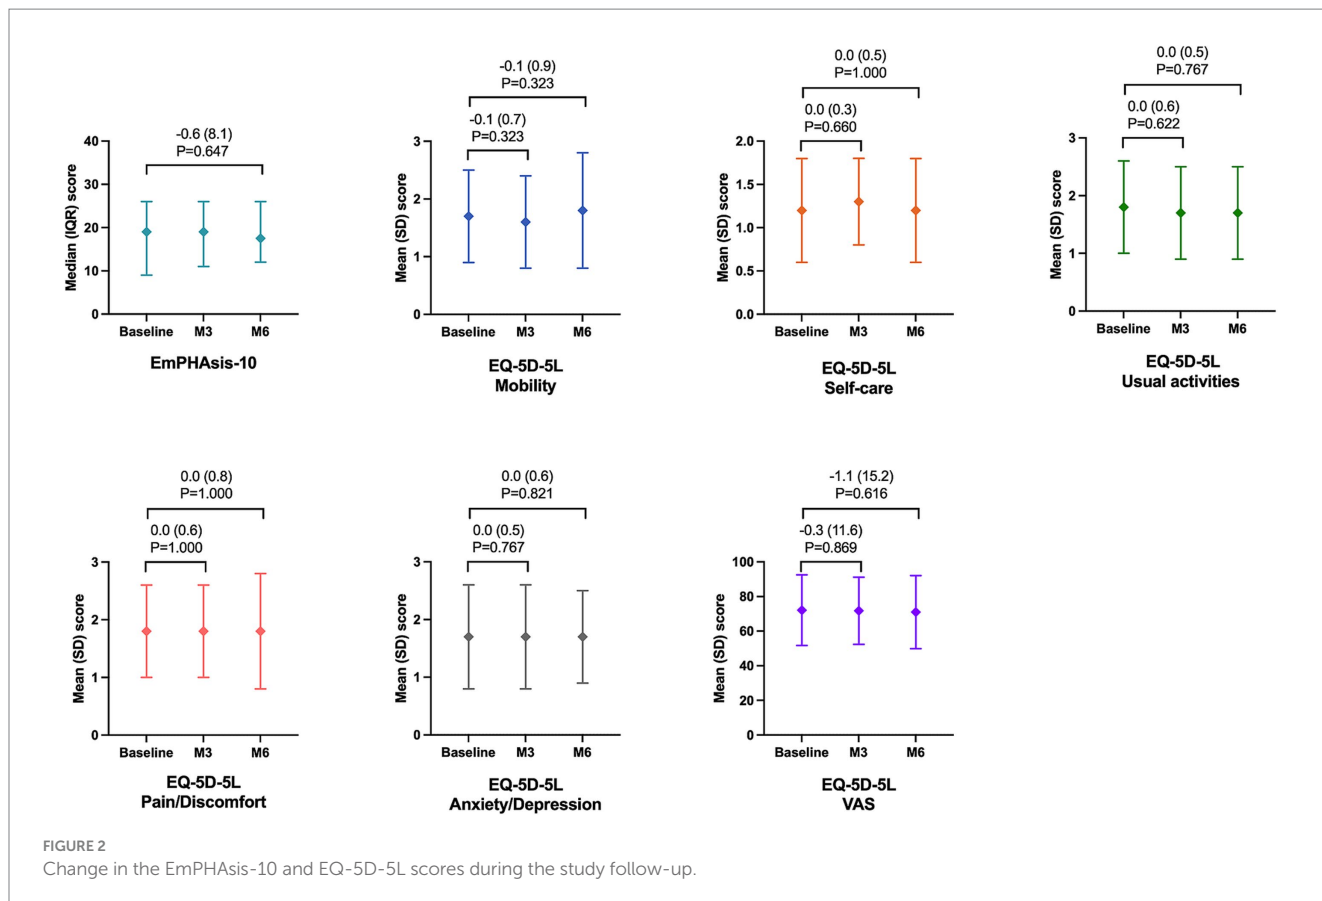 -0.6 (8.1)
P=0.647
40
30
20
10
0
Median (IQR) score
Baseline M3 M6
EmPHAsis-10
-0.1 (0.9)
P=0.323
-0.1 (0.7)
P=0.323
3
2
1
0
Mean (SD) score
Baseline M3 M6
EQ-5D-5L
Mobility
0.0 (0.5)
P=1.000
0.0 (0.3)
P=0.660
2.0
1.5
1.0
0.5
0.0
Mean (SD) score
Baseline M3 M6
EQ-5D-5L
Self-care
0.0 (0.5)
P=0.767
0.0 (0.6)
P=0.622
3
2
1
0
Mean (SD) score
Baseline M3 M6
EQ-5D-5L
Usual activities
0.0 (0.8)
P=1.000
0.0 (0.6)
P=1.000
3
2
1
0
Mean (SD) score
Baseline M3 M6
EQ-5D-5L
Pain/Discomfort
0.0 (0.6)
P=0.821
0.0 (0.5)
P=0.767
3
2
1
0
Mean (SD) score
Baseline M3 M6
EQ-5D-5L
Anxiety/Depression
-1.1 (15.2)
P=0.616
-0.3 (11.6)
P=0.869
100
80
60
40
20
0
Mean (SD) score
Baseline M3 M6
EQ-5D-5L
VAS
FIGURE 2
Change in the EmPHAsis-10 and EQ-5D-5L scores during the study follow-up.